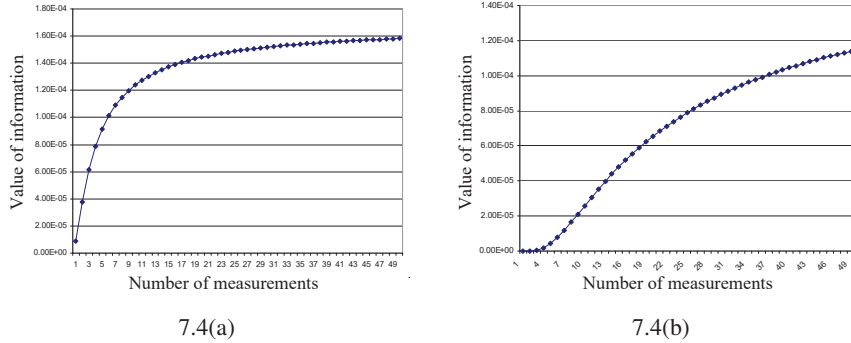 1.80E-04
1.60E-04
1.40E-04
1.20E-04
1.00E-04
8.00E-05
6.00E-05
4.00E-05
2.00E-05
0.00E+00
Value of information
1 3 5 7 9 11 13 15 17 19 21 23 25 27 29 31 33 35 37 39 41 43 45 47 49
Number of measurements
7.4(a)
1.40E-04
1.20E-04
1.00E-04
8.00E-05
6.00E-05
4.00E-05
2.00E-05
0.00E+00
Value of information
1 4 7 10 13 16 19 22 25 28 31 34 37 40 43 46 49
Number of measurements
7.4(b)